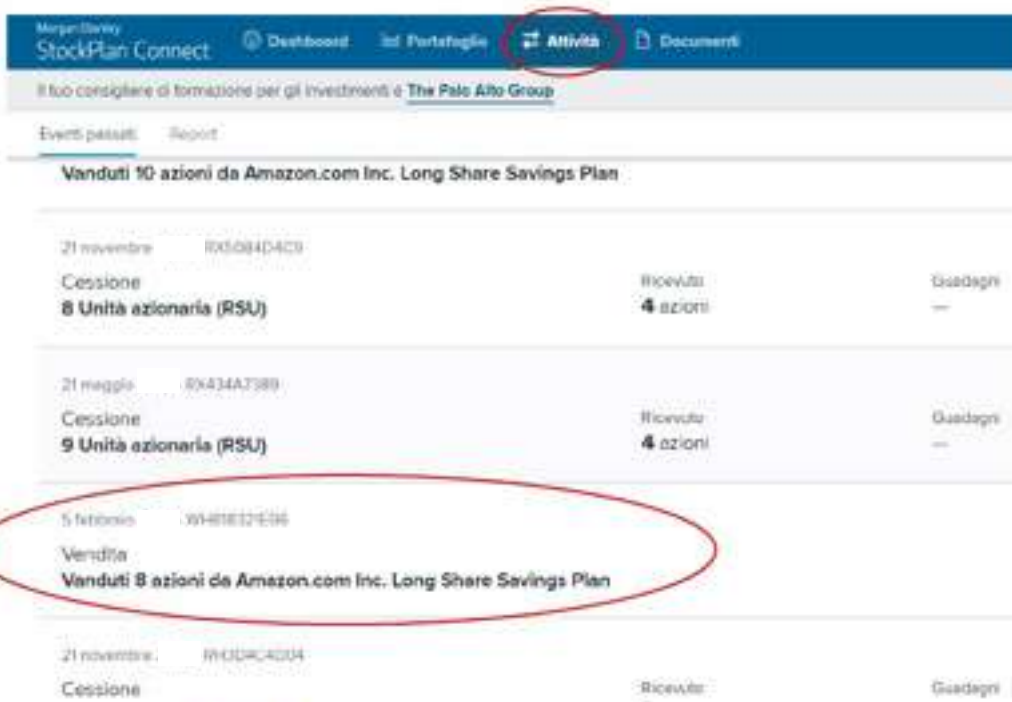 Morgan Stanley
StockPlan Connect
Dashboard Portafoglio Attività Documenti
Il tuo consigliere di formazione per gli investimenti è The Palo Alto Group
Eventi passati Report
Vanduti 10 azioni da Amazon.com Inc. Long Share Savings Plan
21 novembre
Cessione Ricevuto Guadagni
8 Unità azionaria (RSU) 4 azioni —
21 maggio
Cessione Ricevuto Guadagni
9 Unità azionaria (RSU) 4 azioni —
5 febbraio
Vendita
Vanduti 8 azioni da Amazon.com Inc. Long Share Savings Plan
21 novembre
Cessione Ricevuto Guadagni